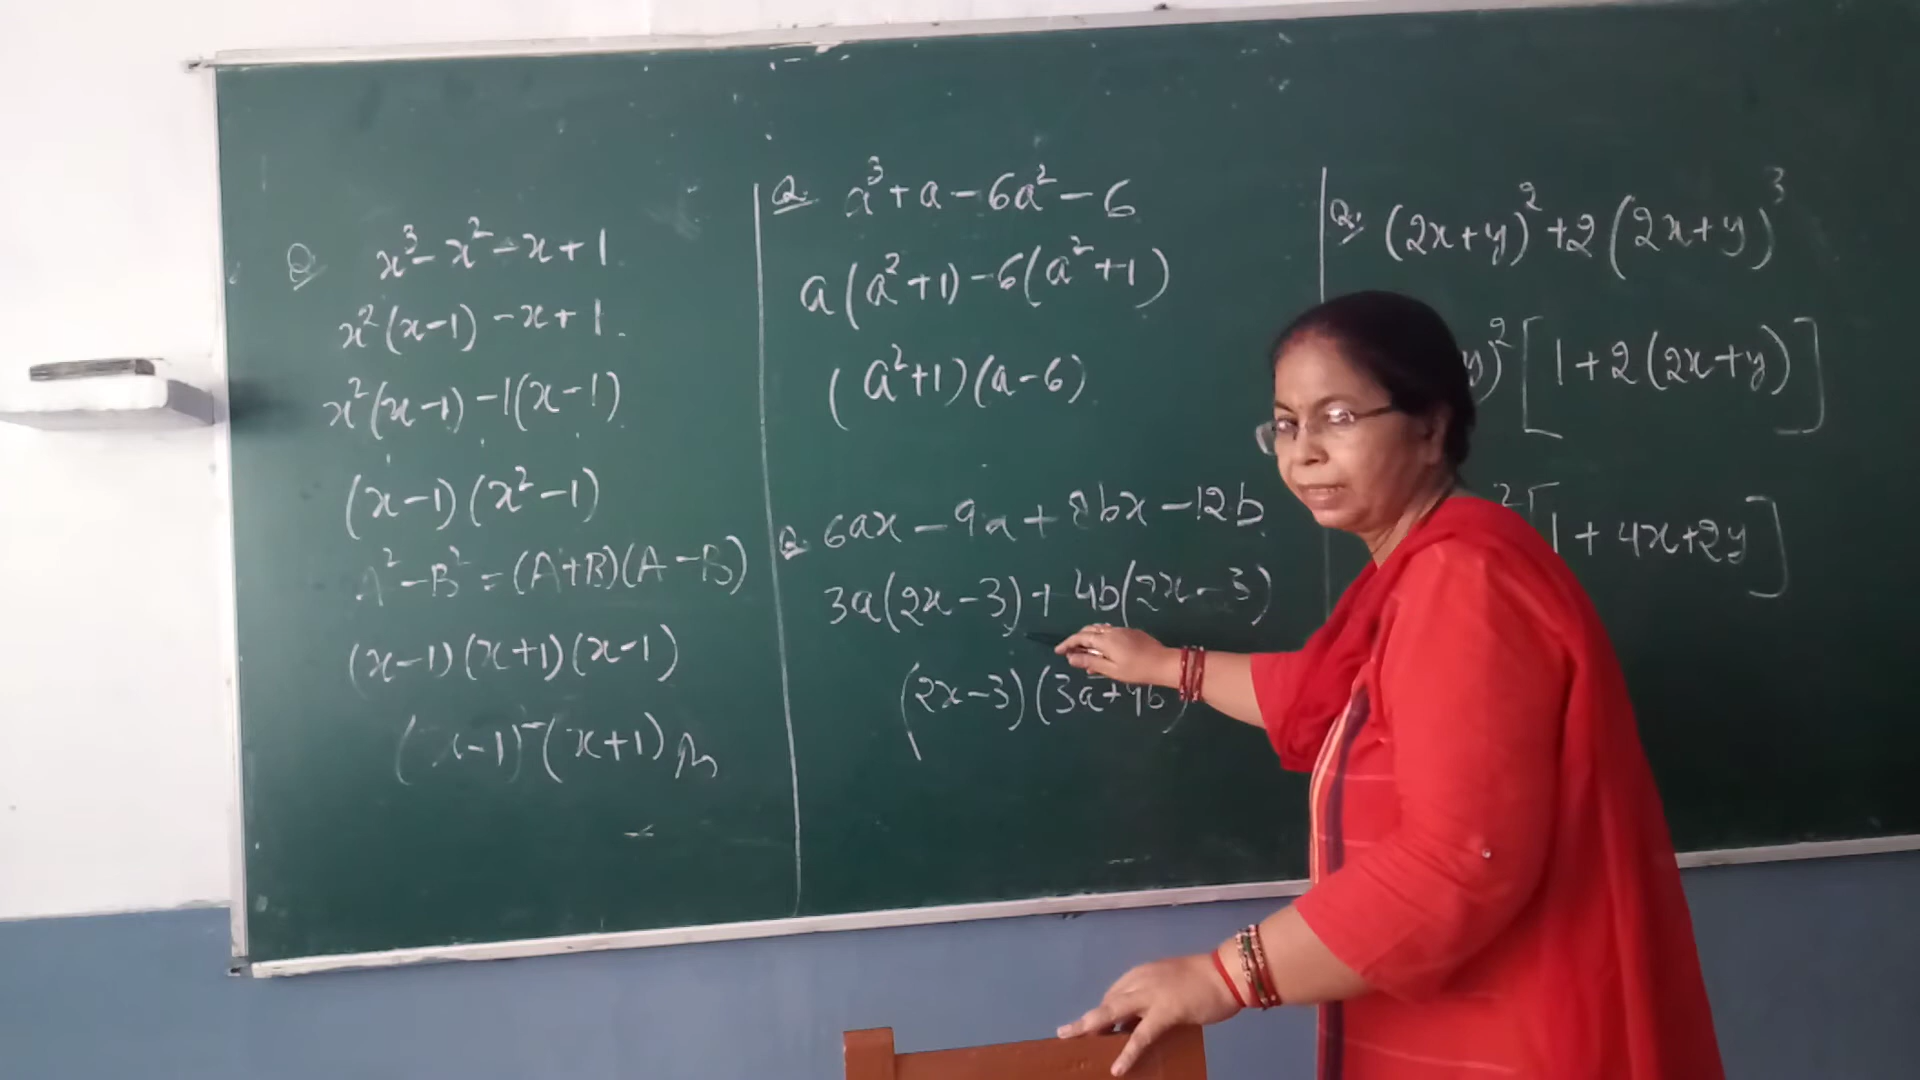 Q x³ - x² - x + 1
x²(x-1) - x + 1.
x²(x-1) - 1(x-1)
(x-1)(x²-1)
A² - B² = (A+B)(A-B)
(x-1)(x+1)(x-1)
(x-1)²(x+1)
Q. a³ + a - 6a² - 6
a(a²+1) - 6(a²+1)
(a²+1)(a-6)
Q. 6ax - 9a + 8bx - 12b
3a(2x-3) + 4b(2x-3)
(2x-3)(3a+4b)
Q. (2x+y)² + 2(2x+y)³
y)² [1 + 2(2x+y)]
² [1 + 4x + 2y]